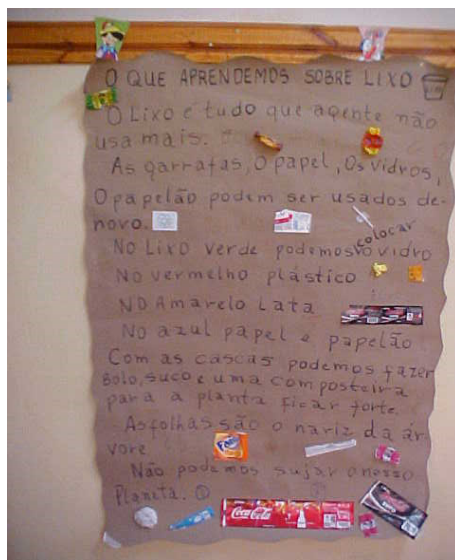 O QUE APRENDEMOS SOBRE LIXO
O Lixo é tudo que agente não
usa mais.
As garrafas, O papel, Os vidros,
O papelão podem ser usados de
novo.
colocar
No Lixo verde podemos o vidro
No vermelho plástico
NO Amarelo Lata
No azul papel e papelão
Com as cascas podemos fazer
Bolo, suco e uma composteira
para a planta ficar forte.
As folhas são o nariz da ár
vore
Não podemos sujar o nosso
Planeta.
Coca-Cola